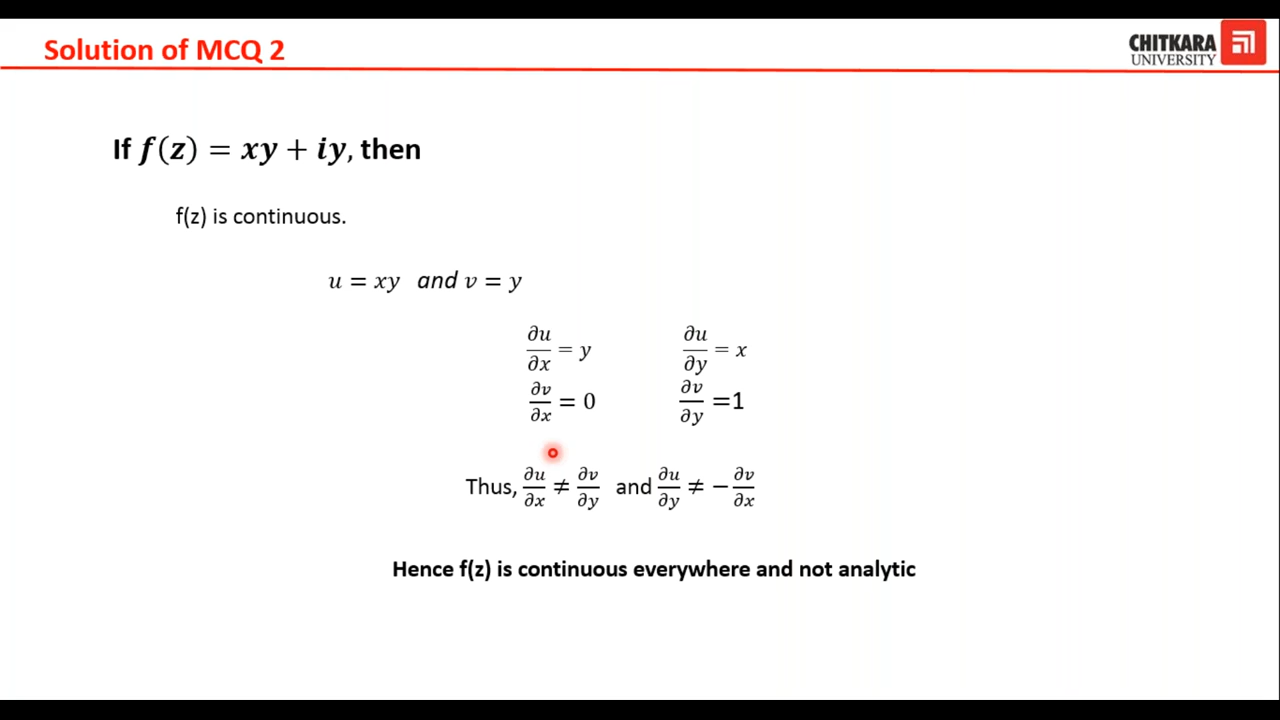 Solution of MCQ 2
CHITKARA
UNIVERSITY
If f(z) = xy + iy, then
f(z) is continuous.
u = xy and v = y
∂u/∂x = y ∂u/∂y = x
∂v/∂x = 0 ∂v/∂y =1
Thus, ∂u/∂x ≠ ∂v/∂y and ∂u/∂y ≠ −∂v/∂x
Hence f(z) is continuous everywhere and not analytic